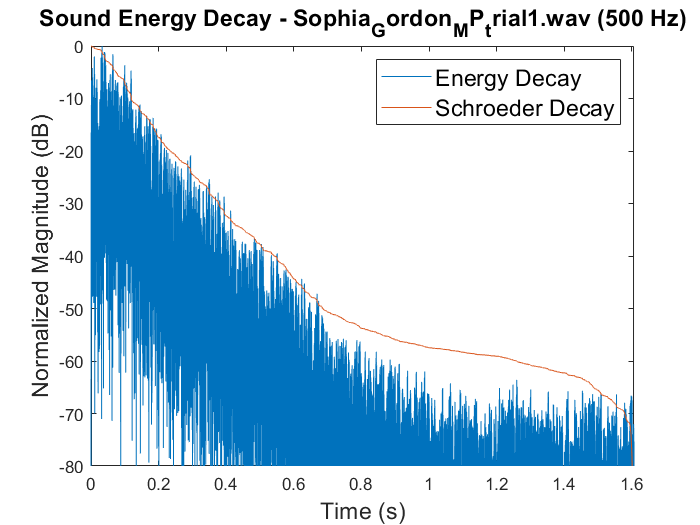 Sound Energy Decay - Sophia_Gordon_MP_trial1.wav (500 Hz)
Energy Decay
Schroeder Decay
0
-10
-20
-30
-40
-50
-60
-70
-80
Normalized Magnitude (dB)
0 0.2 0.4 0.6 0.8 1 1.2 1.4 1.6
Time (s)